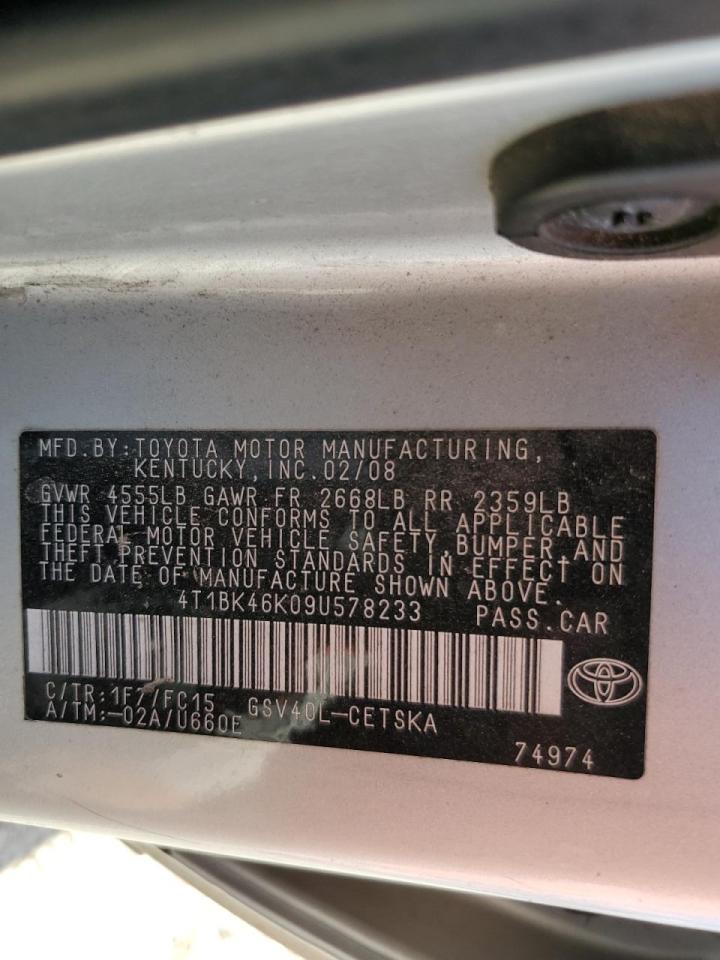 MFD.BY:TOYOTA MOTOR MANUFACTURING,
KENTUCKY,INC.02/08
GVWR 4555LB GAWR FR 2668LB RR 2359LB
THIS VEHICLE CONFORMS TO ALL APPLICABLE
FEDERAL MOTOR VEHICLE SAFETY,BUMPER,AND
THEFT PREVENTION STANDARDS IN EFFECT ON
THE DATE OF MANUFACTURE SHOWN ABOVE.
4T1BK46K09U578233 PASS.CAR
C/TR:1F7/FC15 GSV40L-CETSKA
A/TM:-02A/U660E
74974